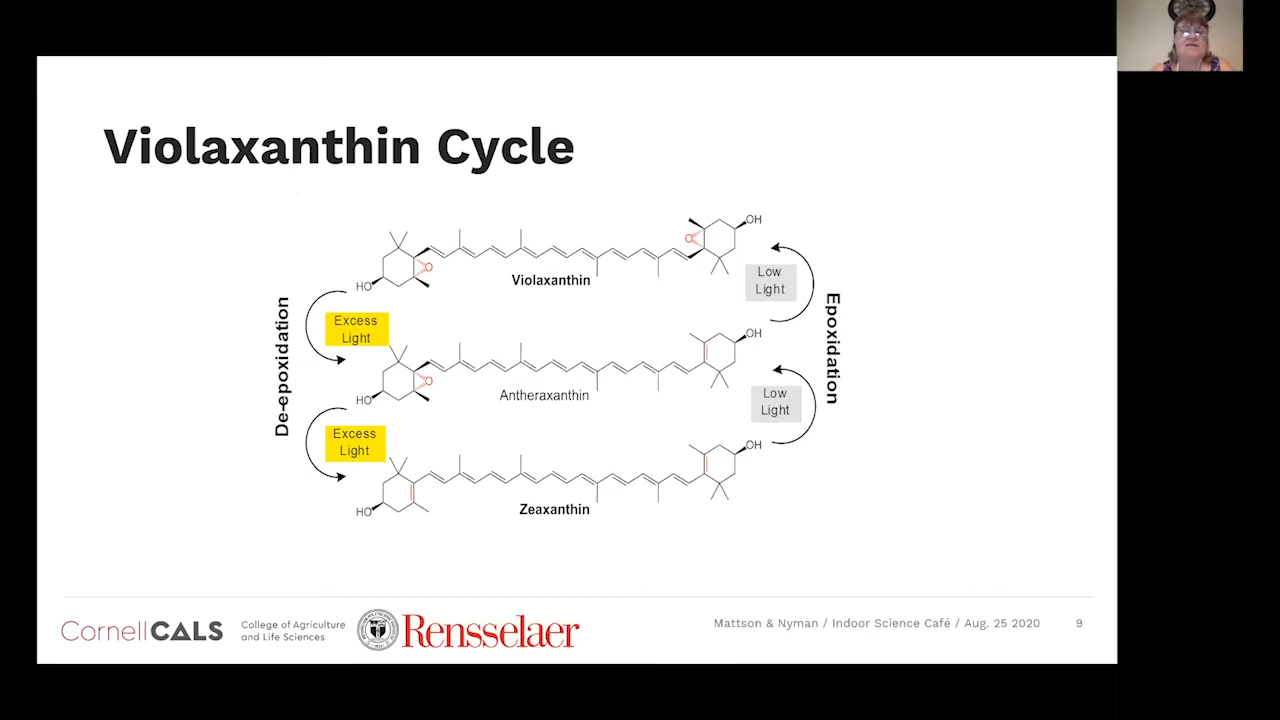 Violaxanthin Cycle
OH
O
O
HO
Violaxanthin
Low
Light
Excess
Light
De-epoxidation
Epoxidation
OH
O
HO
Antheraxanthin
Low
Light
Excess
Light
OH
HO
Zeaxanthin
CornellCALS
College of Agriculture
and Life Sciences
Rensselaer
Mattson & Nyman / Indoor Science Café / Aug. 25 2020
9